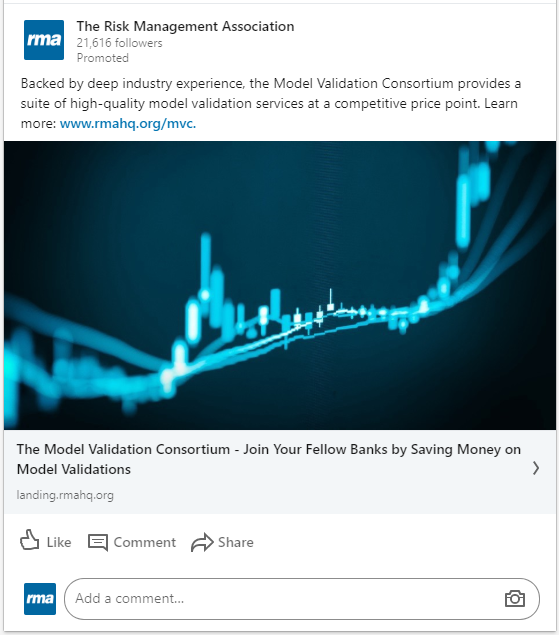 rma
The Risk Management Association
21,616 followers
Promoted
Backed by deep industry experience, the Model Validation Consortium provides a
suite of high-quality model validation services at a competitive price point. Learn
more: www.rmahq.org/mvc.
The Model Validation Consortium - Join Your Fellow Banks by Saving Money on
Model Validations
landing.rmahq.org
Like Comment Share
rma Add a comment...